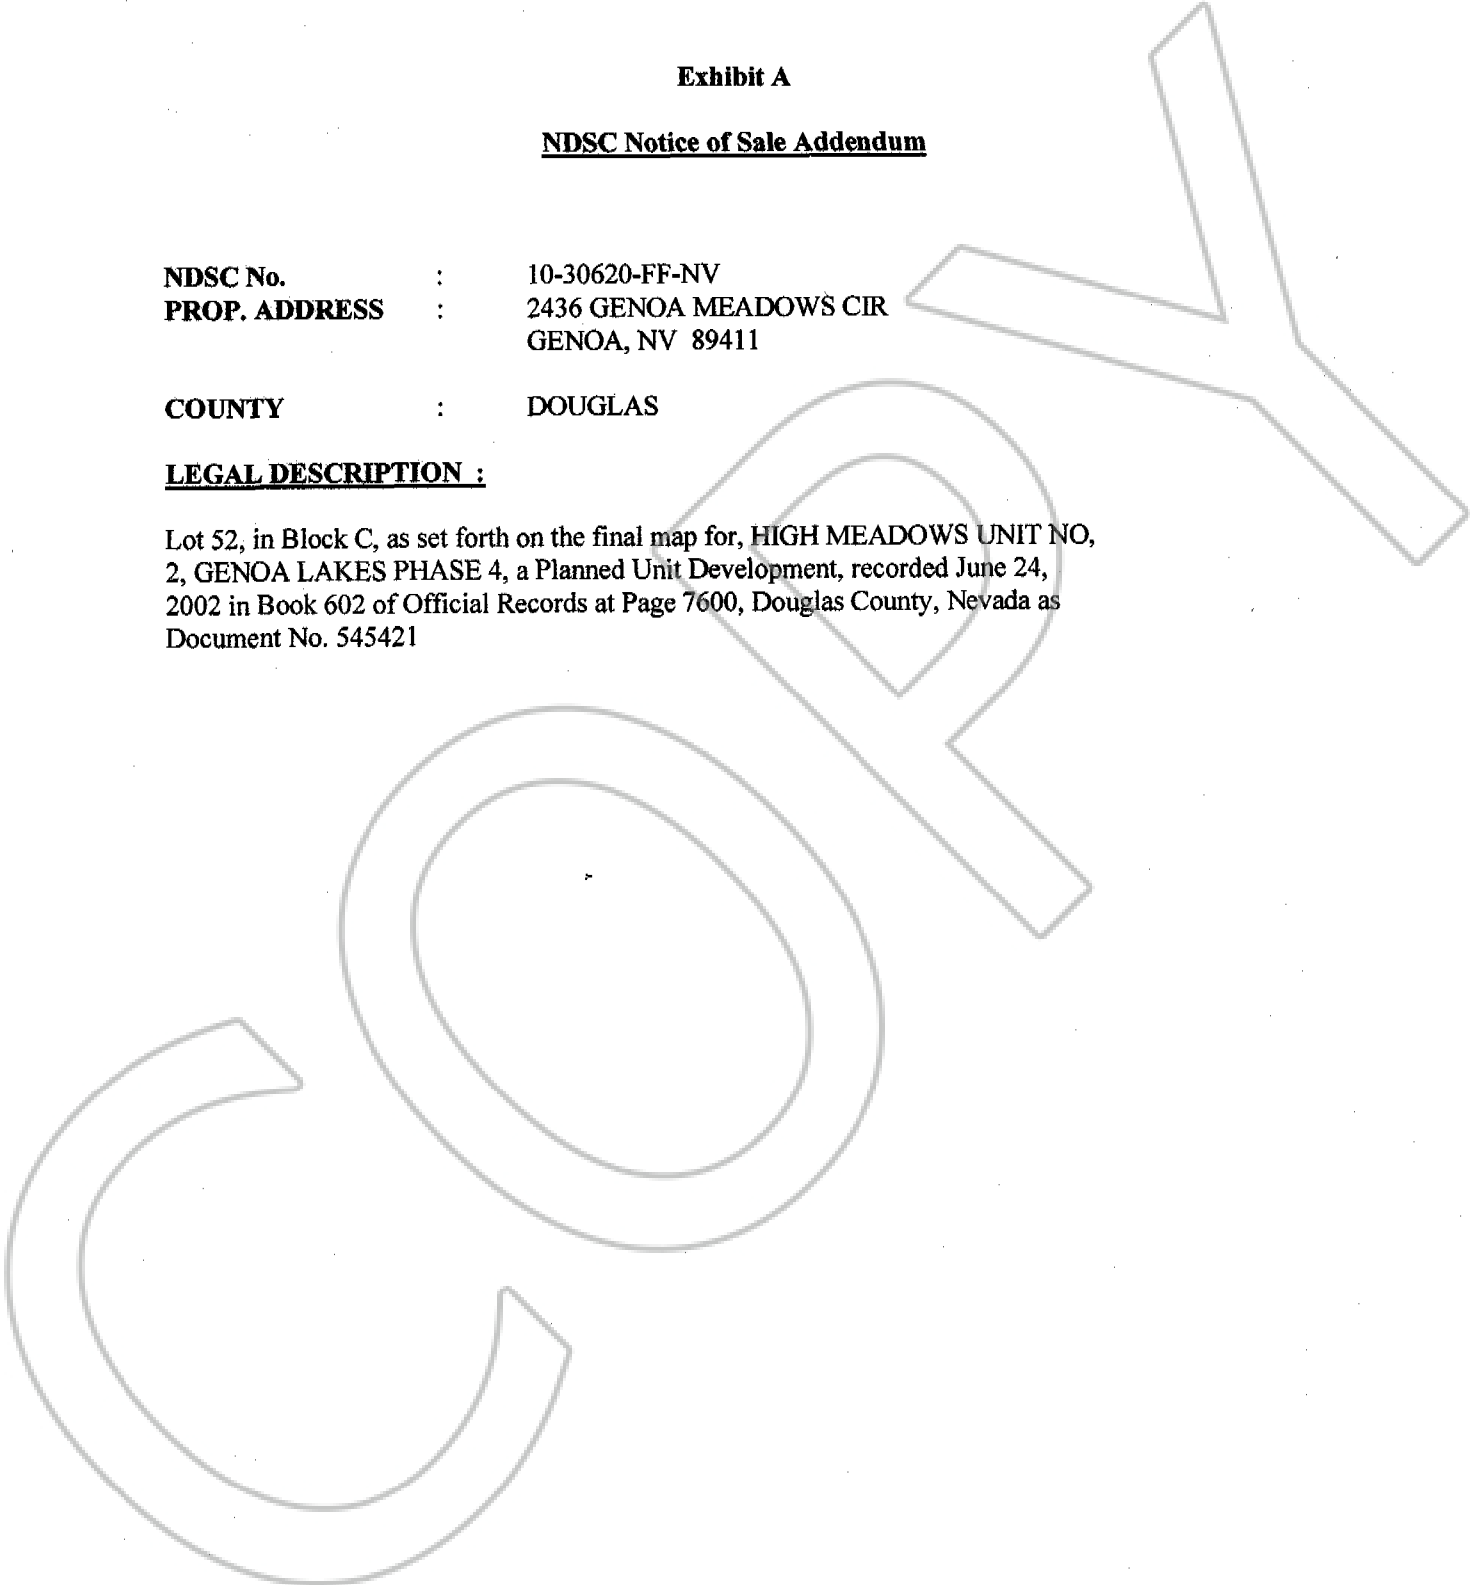 Exhibit A
NDSC Notice of Sale Addendum
NDSC No. : 10-30620-FF-NV
PROP. ADDRESS : 2436 GENOA MEADOWS CIR
GENOA, NV 89411
COUNTY : DOUGLAS
LEGAL DESCRIPTION :
Lot 52, in Block C, as set forth on the final map for, HIGH MEADOWS UNIT NO,
2, GENOA LAKES PHASE 4, a Planned Unit Development, recorded June 24,
2002 in Book 602 of Official Records at Page 7600, Douglas County, Nevada as
Document No. 545421
COPY